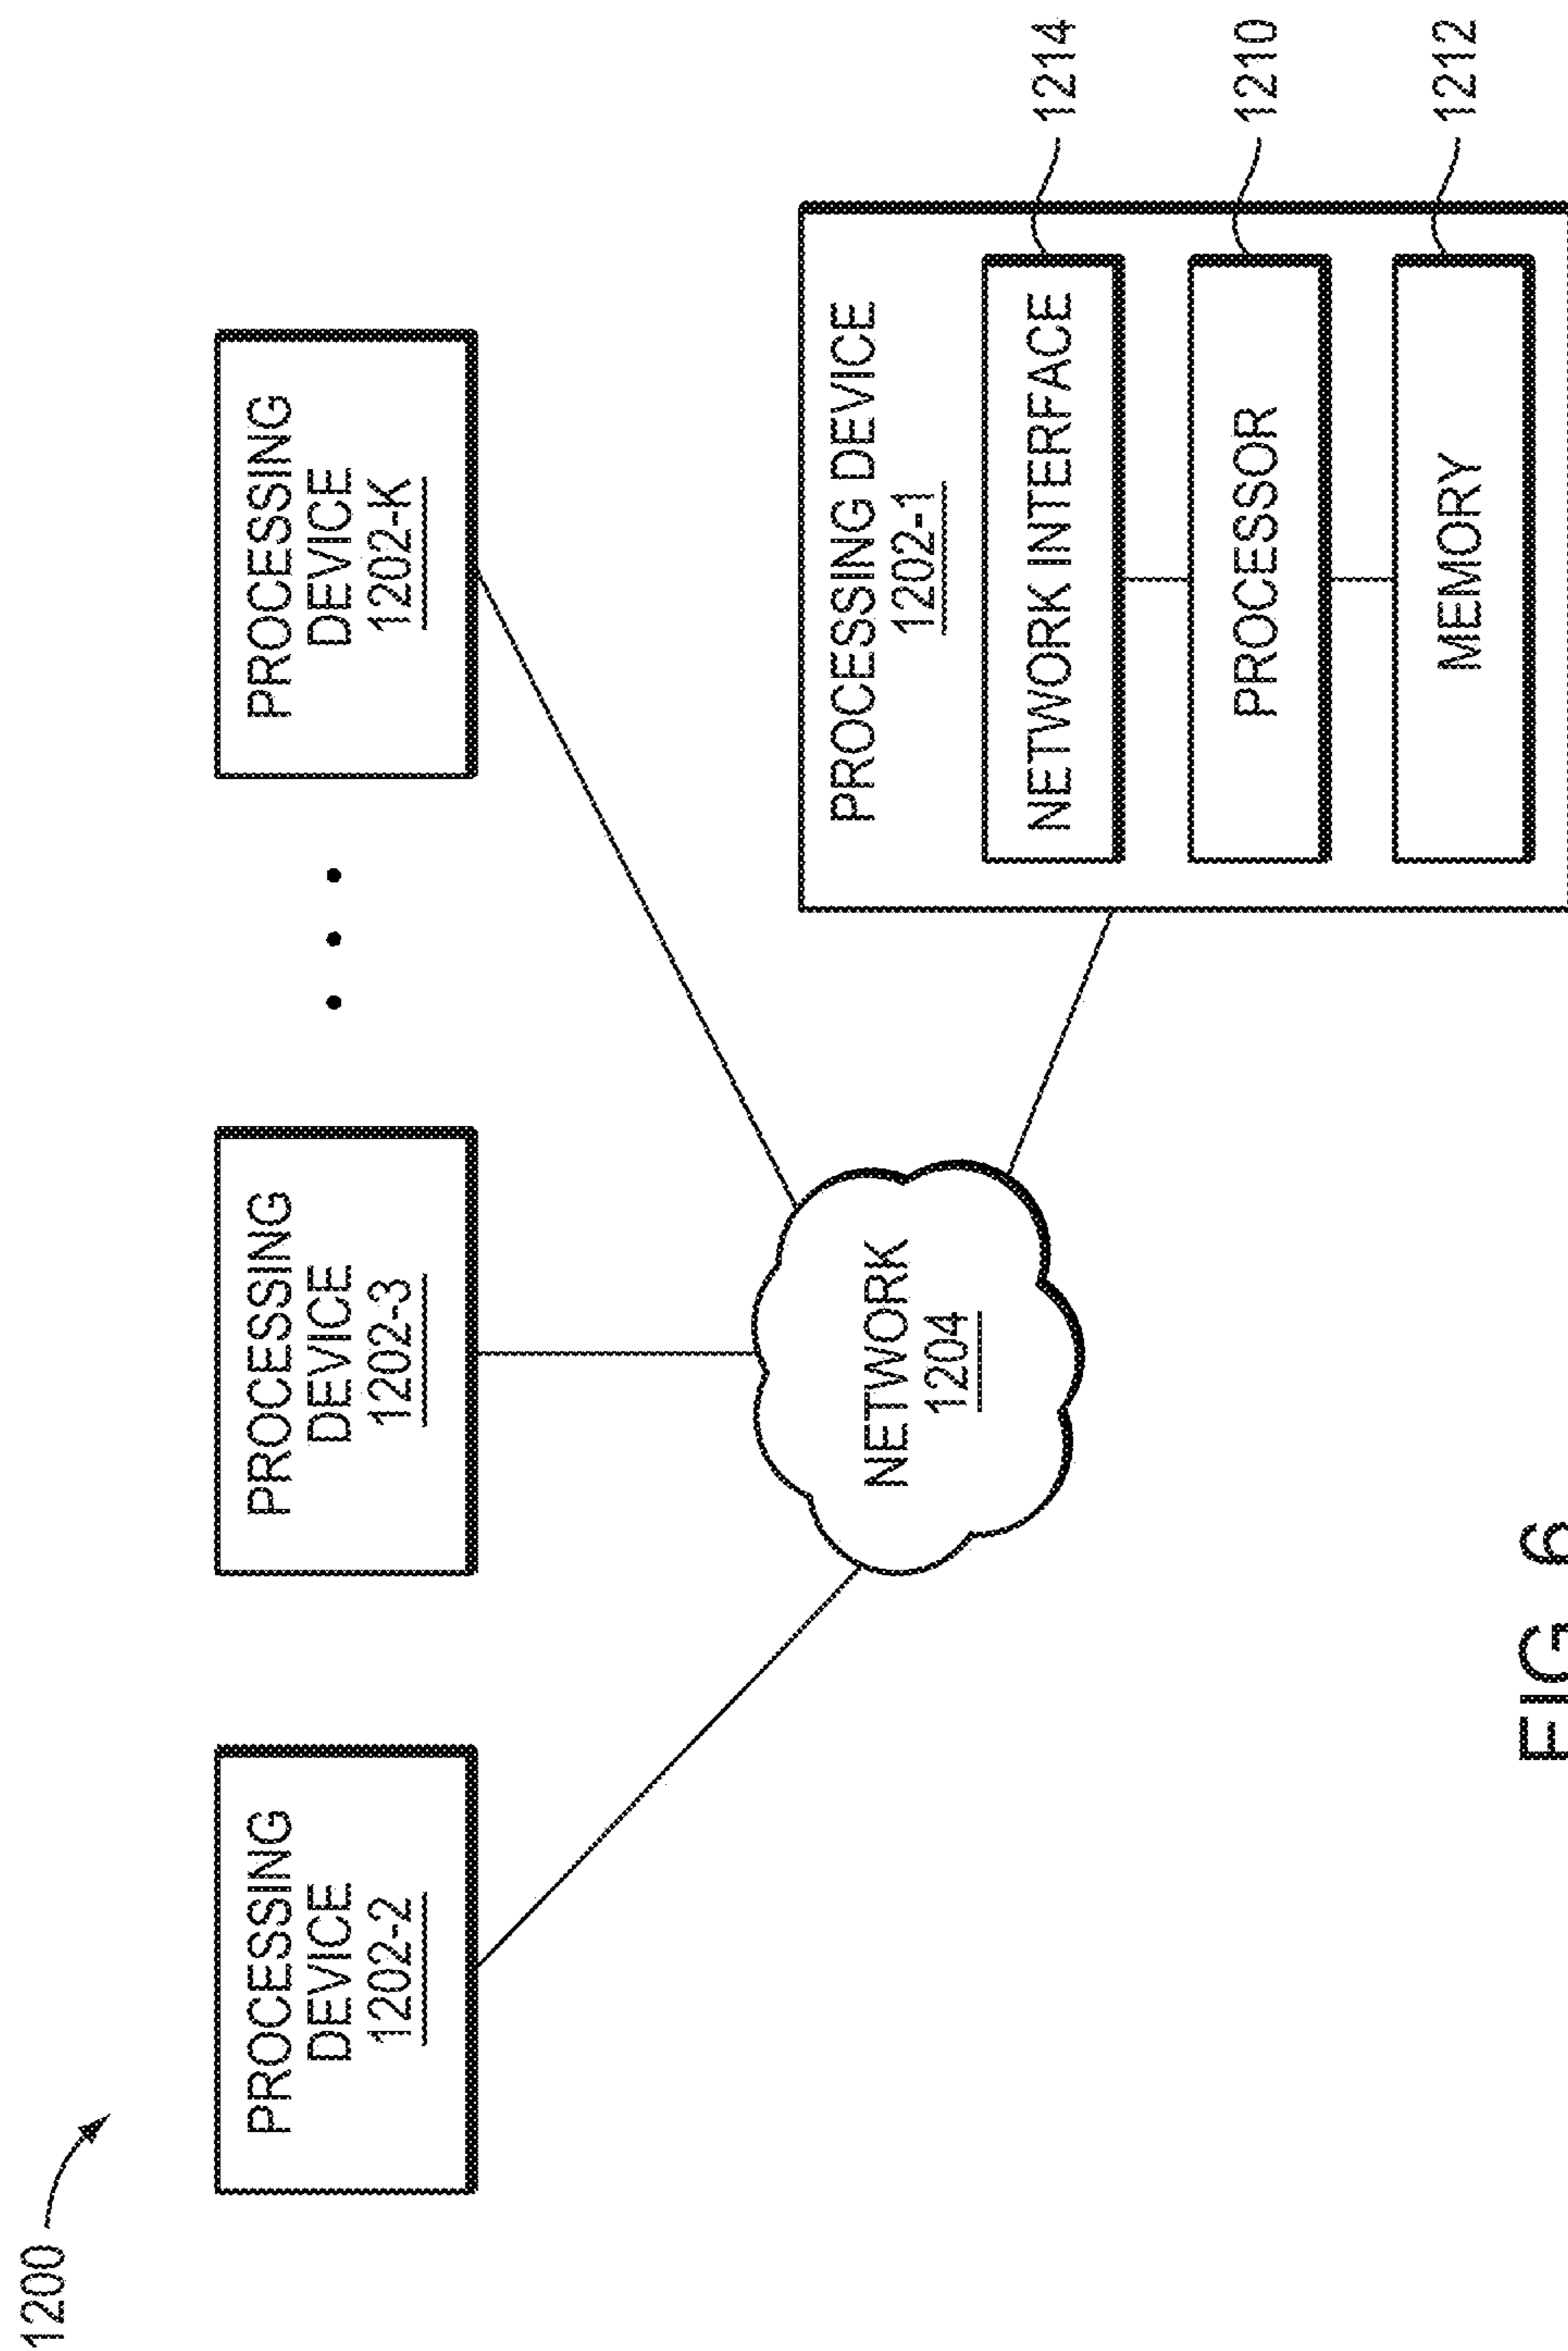 1200
PROCESSING
DEVICE
1202-2
PROCESSING
DEVICE
1202-3
PROCESSING
DEVICE
1202-K
NETWORK
1204
PROCESSING DEVICE
1202-1
NETWORK INTERFACE
1214
PROCESSOR
1210
MEMORY
1212
FIG. 6